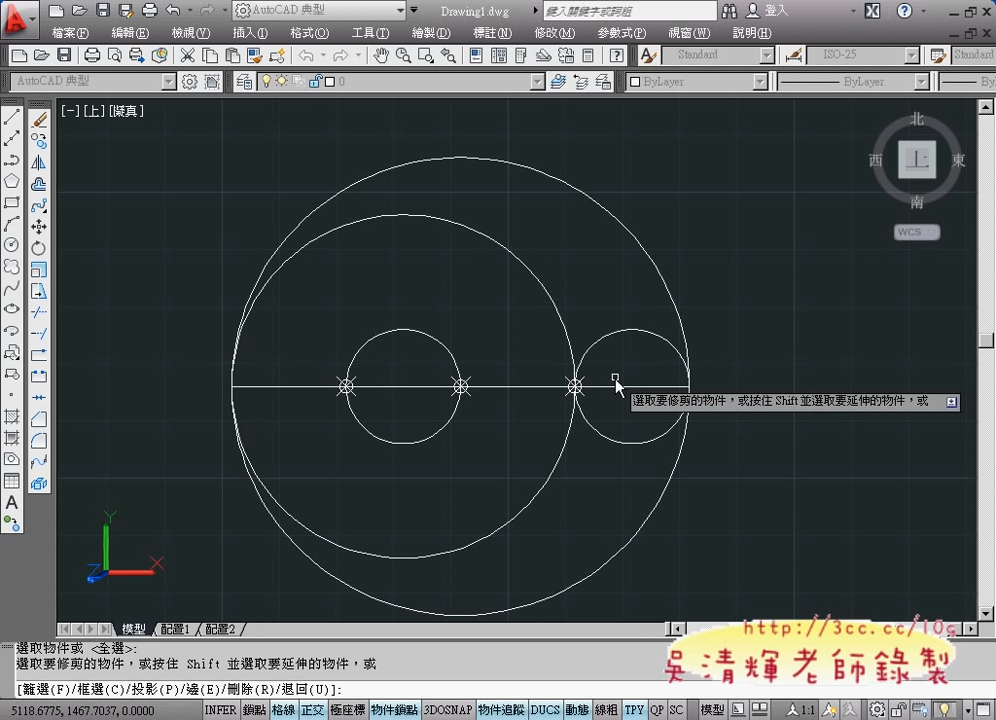 AutoCAD 典型
Drawing1.dwg
鍵入關鍵字或詞組
登入
檔案(F) 編輯(E) 檢視(V) 插入(I) 格式(O) 工具(T) 繪製(D) 標註(N) 修改(M) 參數式(P) 視窗(W) 說明(H)
Standard
ISO-25
Standard
AutoCAD 典型
0
ByLayer
ByLayer
By
[−][上][擬真]
北
西
上
東
南
WCS
選取要修剪的物件，或按住 Shift 並選取要延伸的物件，或
Y
X
Z
模型 配置1 配置2
http://3cc.cc/10g
吳清輝老師錄製
選取物件或 <全選>:
選取要修剪的物件，或按住 Shift 並選取要延伸的物件，或
[籬選(F)/框選(C)/投影(P)/邊(E)/刪除(R)/退回(U)]:
5118.6775, 1467.7037, 0.0000
INFER 鎖點 格線 正交 極座標 物件鎖點 3DOSNAP 物件追蹤 DUCS 動態 線粗 TPY QP SC 模型 1:1